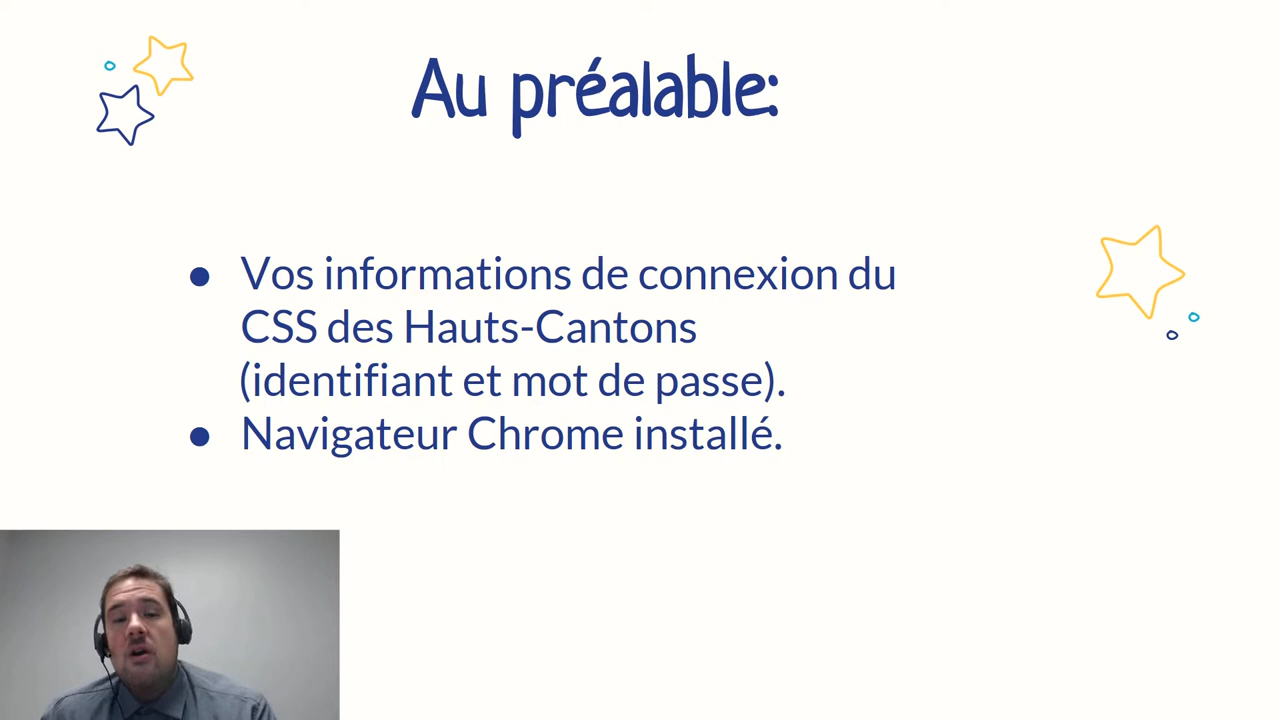 Au préalable:
● Vos informations de connexion du
CSS des Hauts-Cantons
(identifiant et mot de passe).
● Navigateur Chrome installé.